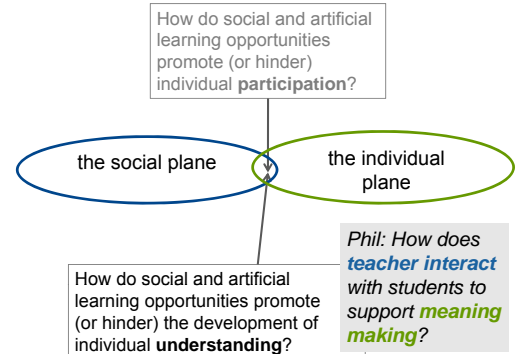 How do social and artificial
learning opportunities
promote (or hinder)
individual participation?
the social plane
the individual
plane
Phil: How does
teacher interact
with students to
support meaning
making?
How do social and artificial
learning opportunities promote
(or hinder) the development of
individual understanding?